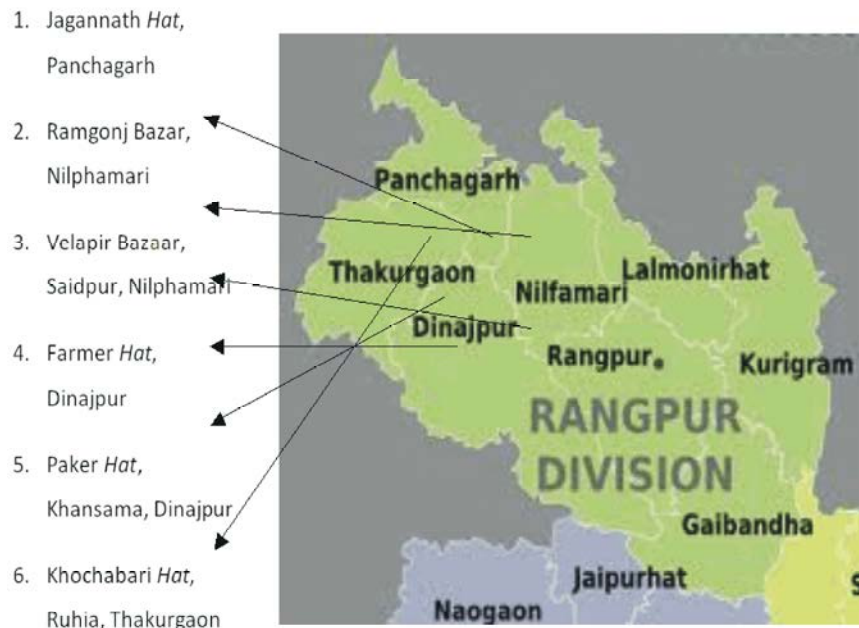 1. Jagannath Hat,
Panchagarh
2. Ramgonj Bazar,
Nilphamari
3. Velapir Bazaar,
Saidpur, Nilphamari
4. Farmer Hat,
Dinajpur
5. Paker Hat,
Khansama, Dinajpur
6. Khochabari Hat,
Ruhia, Thakurgaon
Panchagarh
Thakurgaon
Lalmonirhat
Nilfamari
Dinajpur
Rangpur
Kurigram
RANGPUR
DIVISION
Gaibandha
Jaipurhat
Naogaon
S